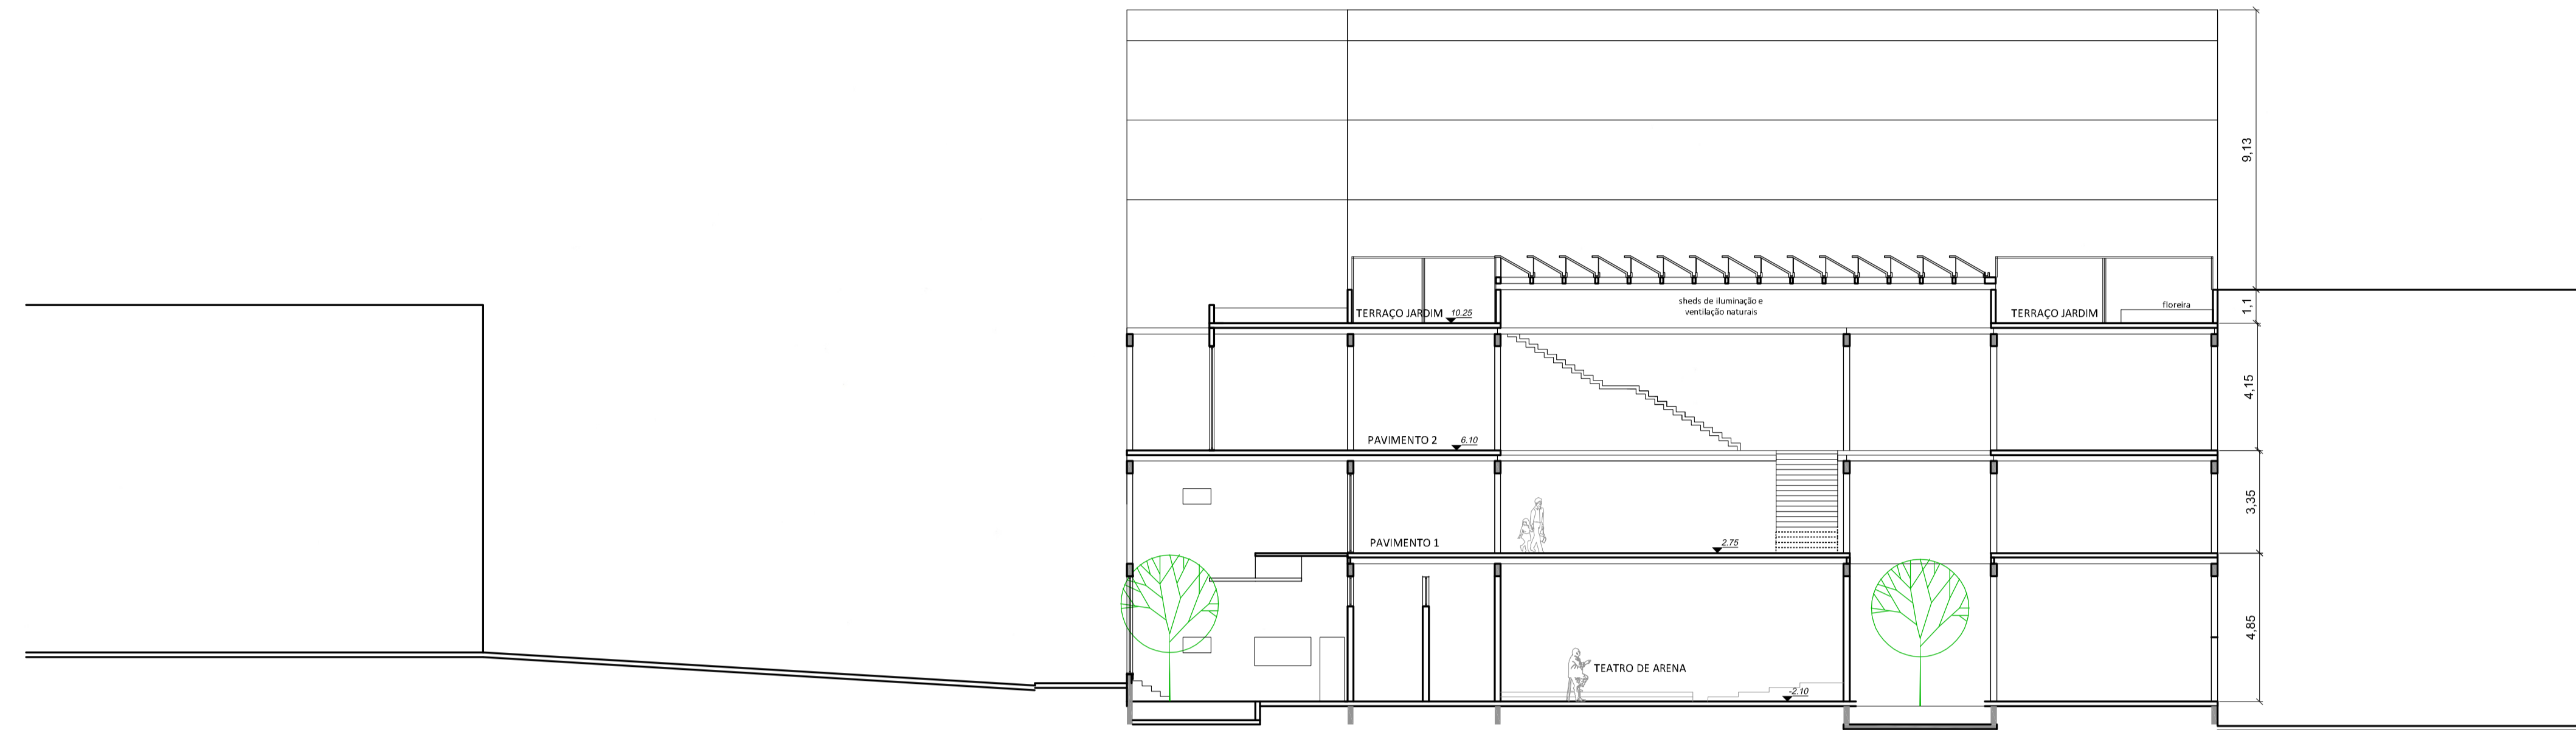 9,13
sheds de iluminação e
ventilação naturais
TERRAÇO JARDIM 10.25
TERRAÇO JARDIM
floreira
1,1
4,15
PAVIMENTO 2 6.10
3,35
PAVIMENTO 1
2.75
4,85
TEATRO DE ARENA
-2.10